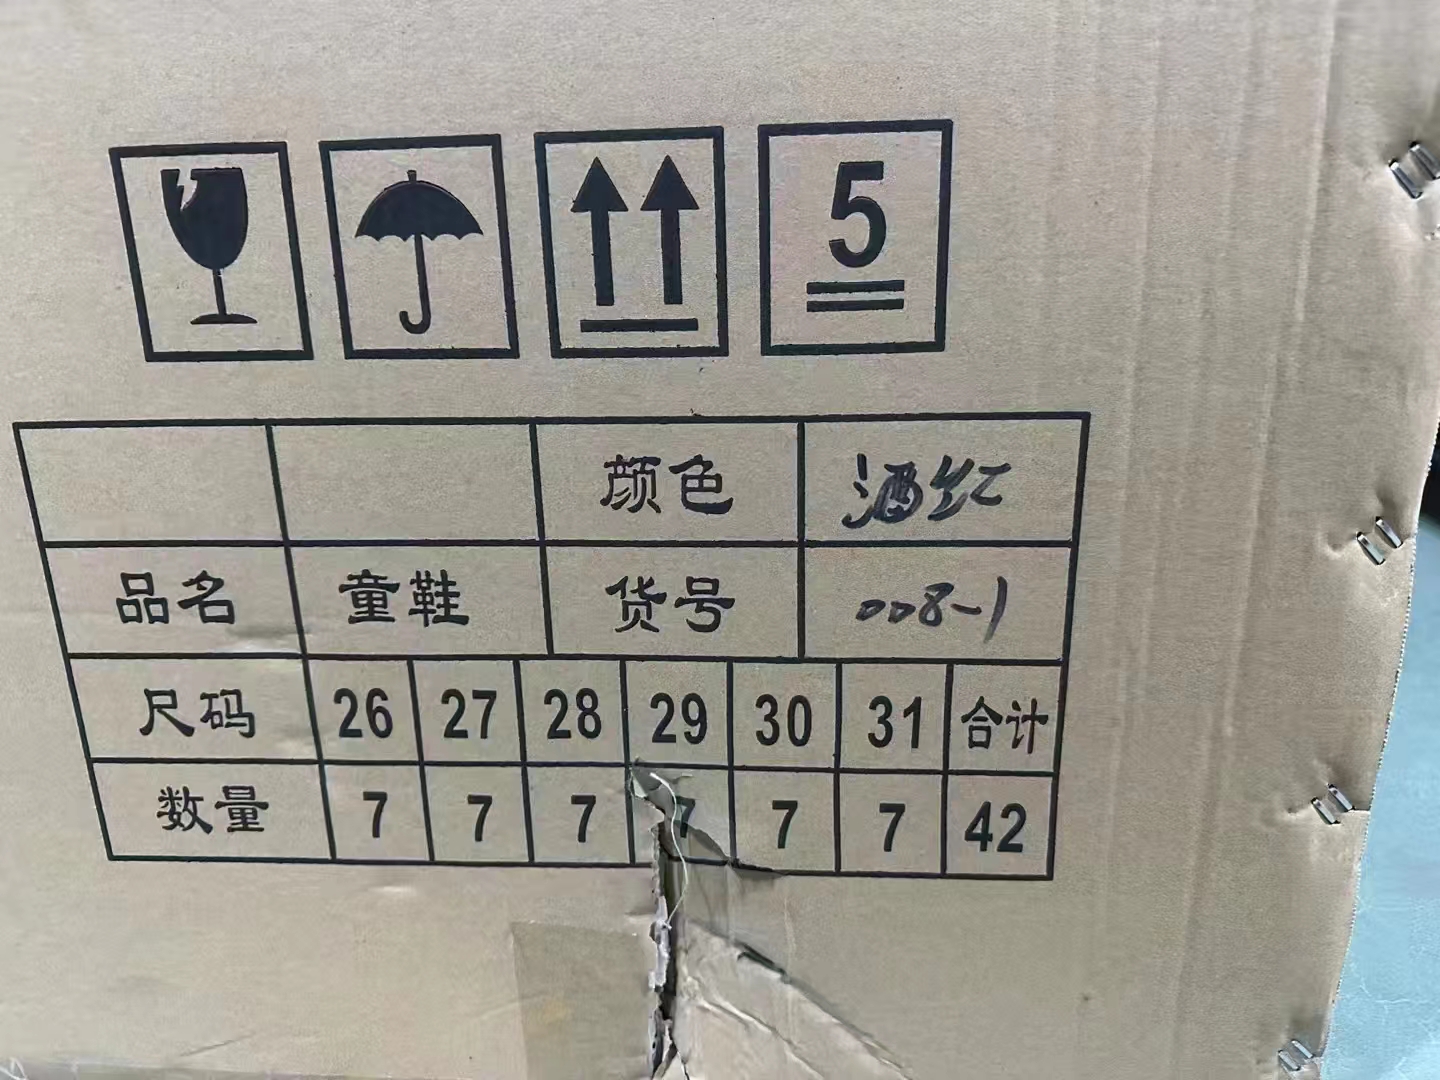 5
颜色 酒红
品名 童鞋 货号 008-1
尺码 26 27 28 29 30 31 合计
数量 7 7 7 7 7 7 42